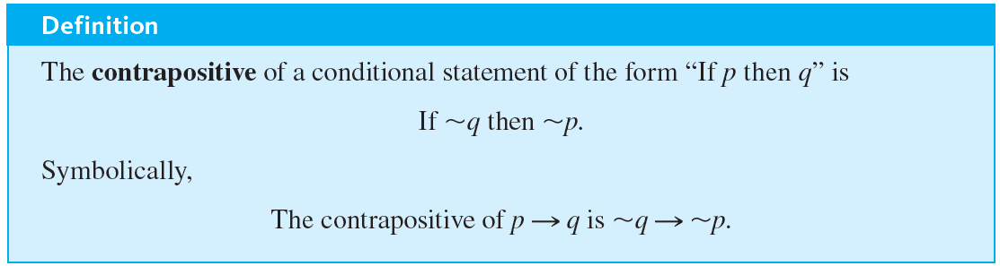 Definition
The contrapositive of a conditional statement of the form “If p then q” is
If ∼q then ∼p.
Symbolically,
The contrapositive of p → q is ∼q → ∼p.